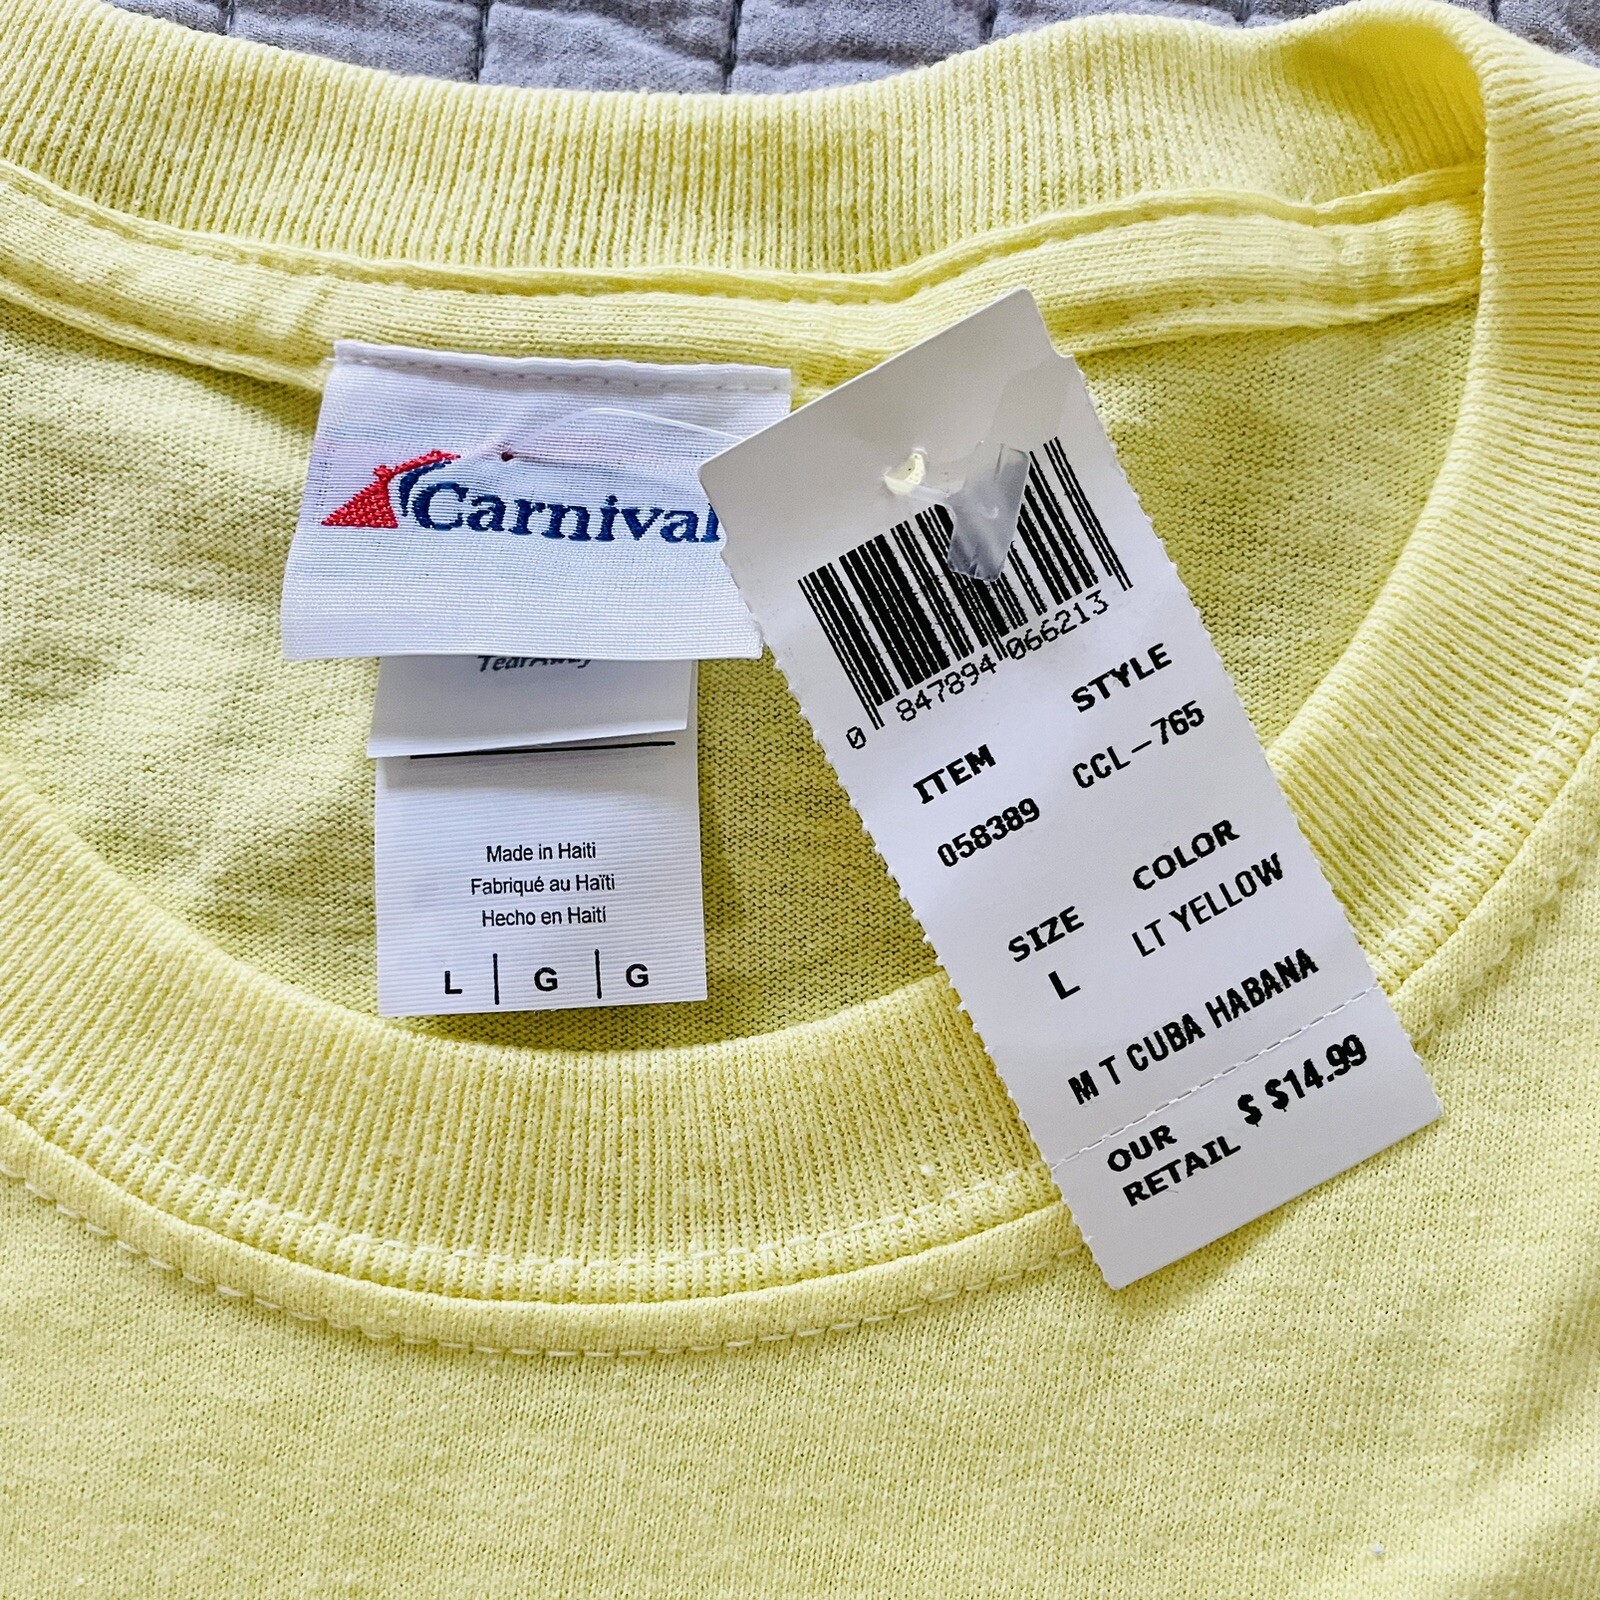 Carnival
TearAway
Made in Haiti
Fabriqué au Haïti
Hecho en Haití
L | G | G
0 847894 066213
ITEM STYLE
058389 CCL-765
SIZE COLOR
L LT YELLOW
M T CUBA HABANA
OUR RETAIL $ $14.99